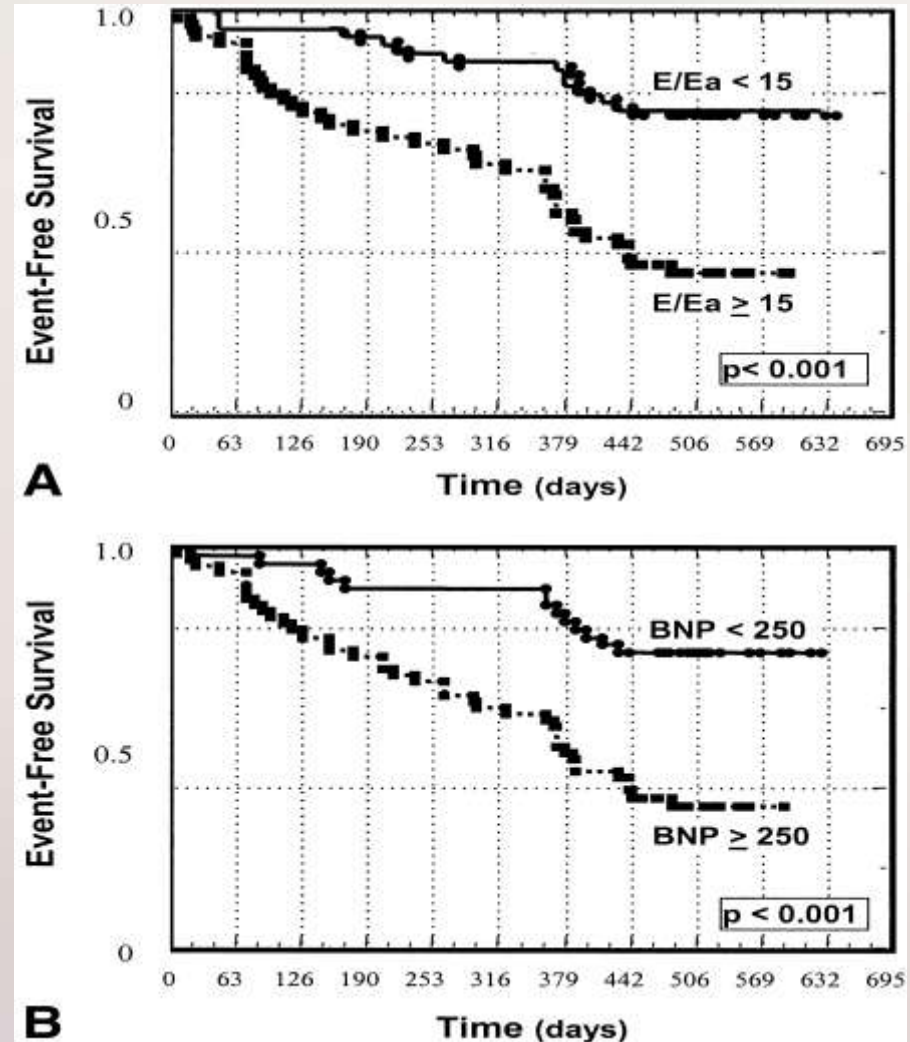 1.0
Event-Free Survival
E/Ea < 15
0.5
E/Ea ≥ 15
p< 0.001
0
0 63 126 190 253 316 379 442 506 569 632 695
A
Time (days)
1.0
Event-Free Survival
BNP < 250
0.5
BNP ≥ 250
p < 0.001
0
0 63 126 190 253 316 379 442 506 569 632 695
B
Time (days)